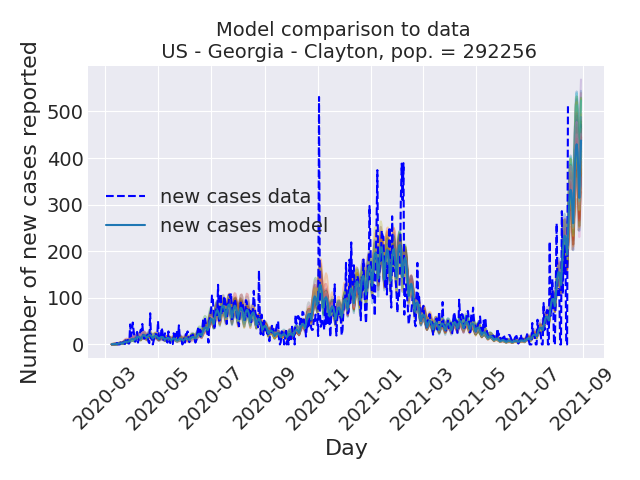 Model comparison to data
US - Georgia - Clayton, pop. = 292256
Number of new cases reported
500
400
300
200
100
0
new cases data
new cases model
2020-03
2020-05
2020-07
2020-09
2020-11
2021-01
2021-03
2021-05
2021-07
2021-09
Day